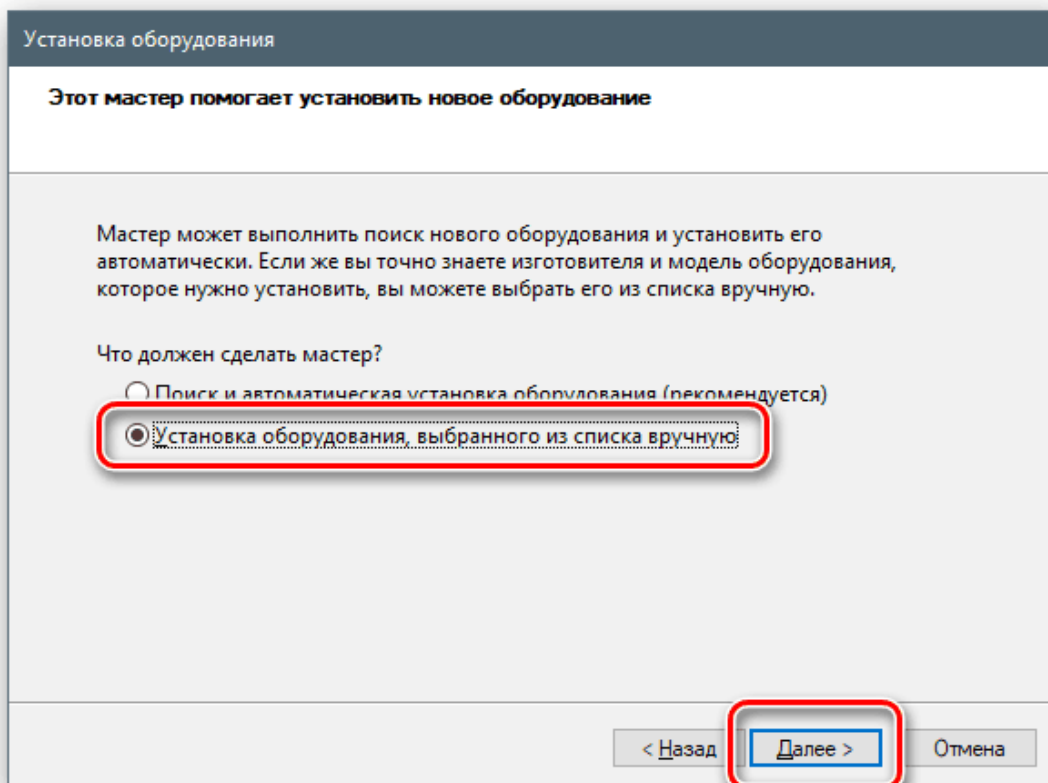 Установка оборудования
Этот мастер помогает установить новое оборудование
Мастер может выполнить поиск нового оборудования и установить его
автоматически. Если же вы точно знаете изготовителя и модель оборудования,
которое нужно установить, вы можете выбрать его из списка вручную.
Что должен сделать мастер?
Поиск и автоматическая установка оборудования (рекомендуется)
Установка оборудования, выбранного из списка вручную
< Назад Далее > Отмена